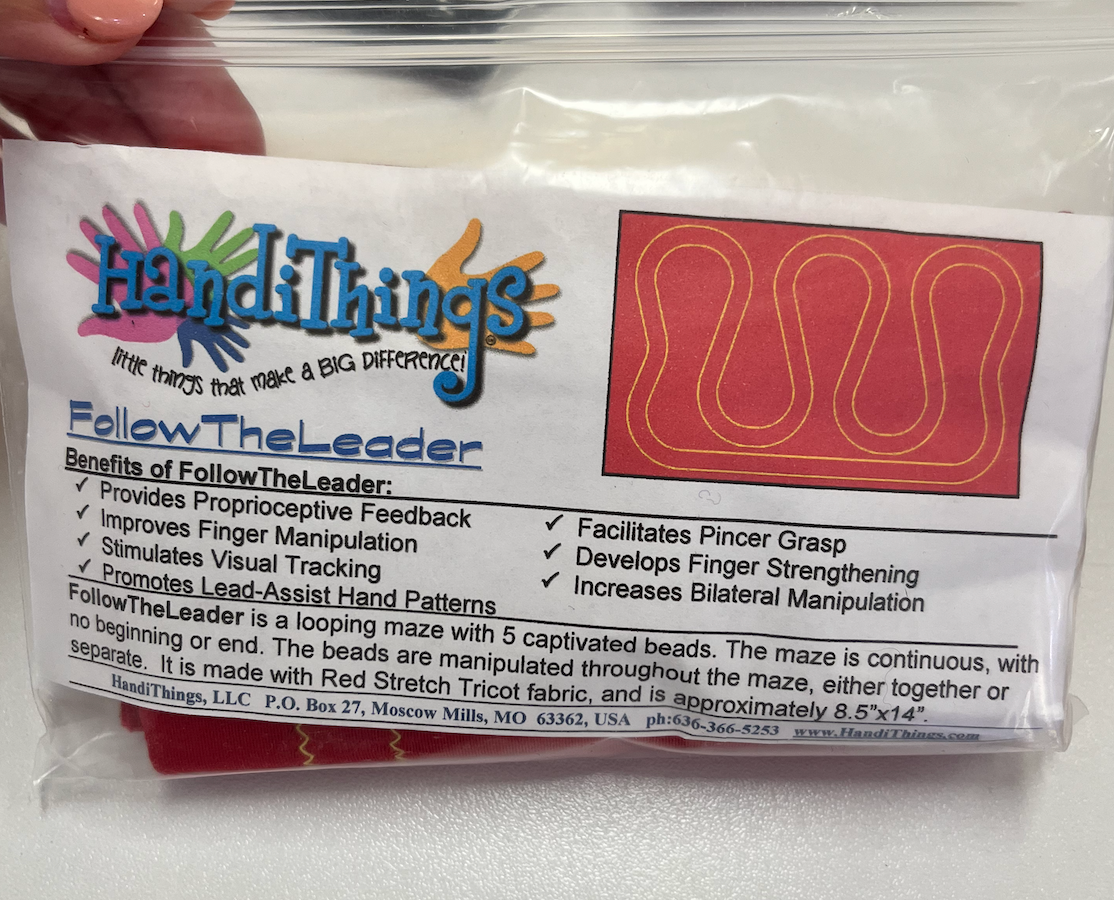 HandiThings®
little things that make a BIG DIFFERENCE!
FollowTheLeader
Benefits of FollowTheLeader:
✓ Provides Proprioceptive Feedback
✓ Improves Finger Manipulation
✓ Stimulates Visual Tracking
✓ Promotes Lead-Assist Hand Patterns
✓ Facilitates Pincer Grasp
✓ Develops Finger Strengthening
✓ Increases Bilateral Manipulation
FollowTheLeader is a looping maze with 5 captivated beads. The maze is continuous, with
no beginning or end. The beads are manipulated throughout the maze, either together or
separate. It is made with Red Stretch Tricot fabric, and is approximately 8.5”x14”.
HandiThings, LLC P.O. Box 27, Moscow Mills, MO 63362, USA ph:636-366-5253 www.HandiThings.com